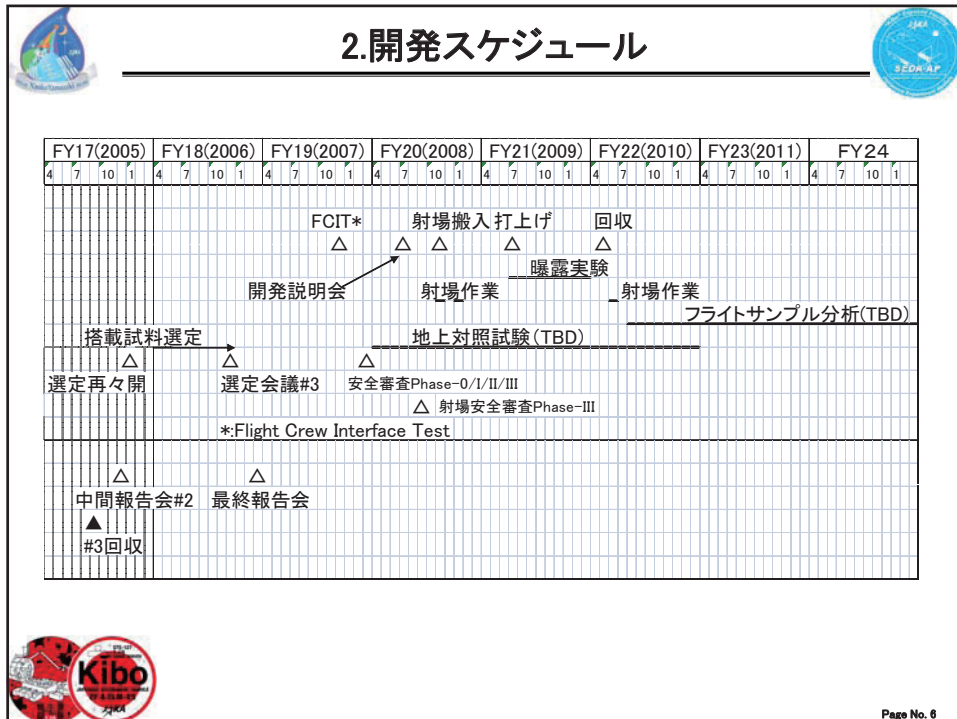 2.開発スケジュール
JAXA
SEDA-AP
FY17(2005) FY18(2006) FY19(2007) FY20(2008) FY21(2009) FY22(2010) FY23(2011) FY24
4 7 10 1 4 7 10 1 4 7 10 1 4 7 10 1 4 7 10 1 4 7 10 1 4 7 10 1 4 7 10 1
FCIT* 射場搬入 打上げ 回収
△ △ △ △ △
曝露実験
開発説明会 射場作業 射場作業
フライトサンプル分析(TBD)
搭載試料選定 地上対照試験(TBD)
△ △ △
選定再々開 選定会議#3 安全審査Phase-0/I/II/III
△ 射場安全審査Phase-III
*:Flight Crew Interface Test
△ △
中間報告会#2 最終報告会
▲
#3回収
Kibo
JAXA
Page No. 6